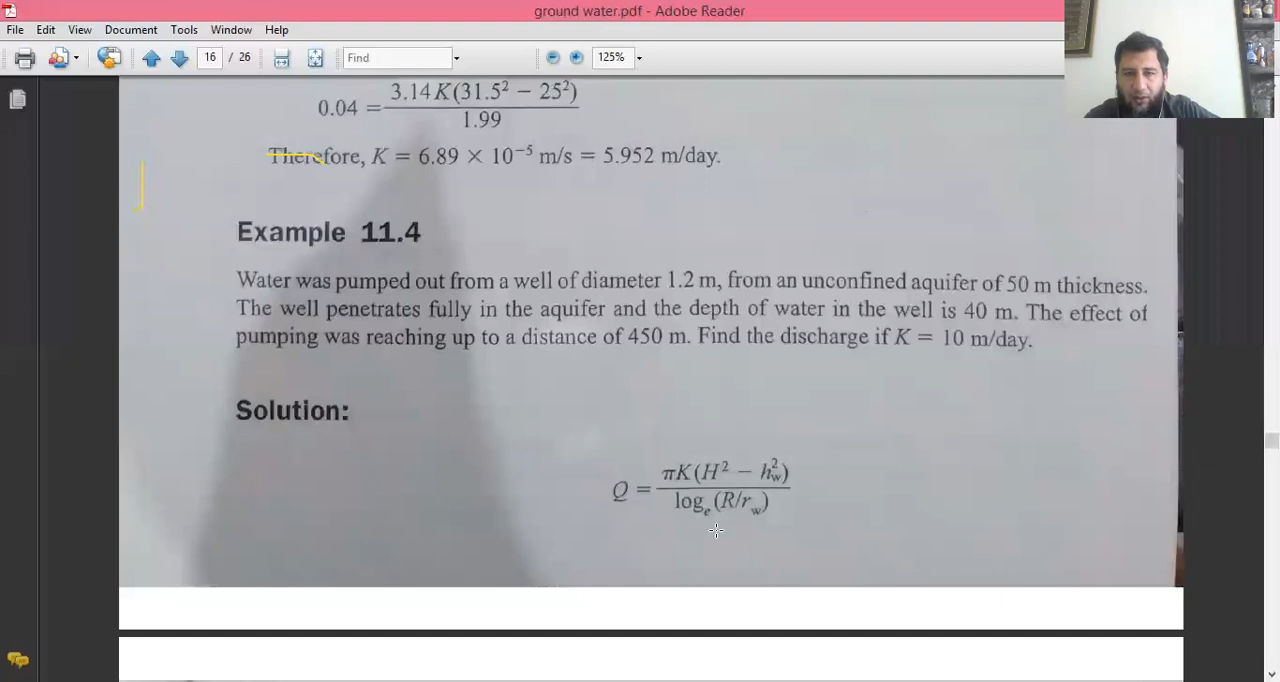 ground water.pdf - Adobe Reader
File Edit View Document Tools Window Help
16 / 26 Find 125%
0.04 = 3.14 K(31.5² − 25²) / 1.99
Therefore, K = 6.89 × 10⁻⁵ m/s = 5.952 m/day.
Example 11.4
Water was pumped out from a well of diameter 1.2 m, from an unconfined aquifer of 50 m thickness.
The well penetrates fully in the aquifer and the depth of water in the well is 40 m. The effect of
pumping was reaching up to a distance of 450 m. Find the discharge if K = 10 m/day.
Solution:
Q = πK(H² − h_w²) / log_e(R/r_w)